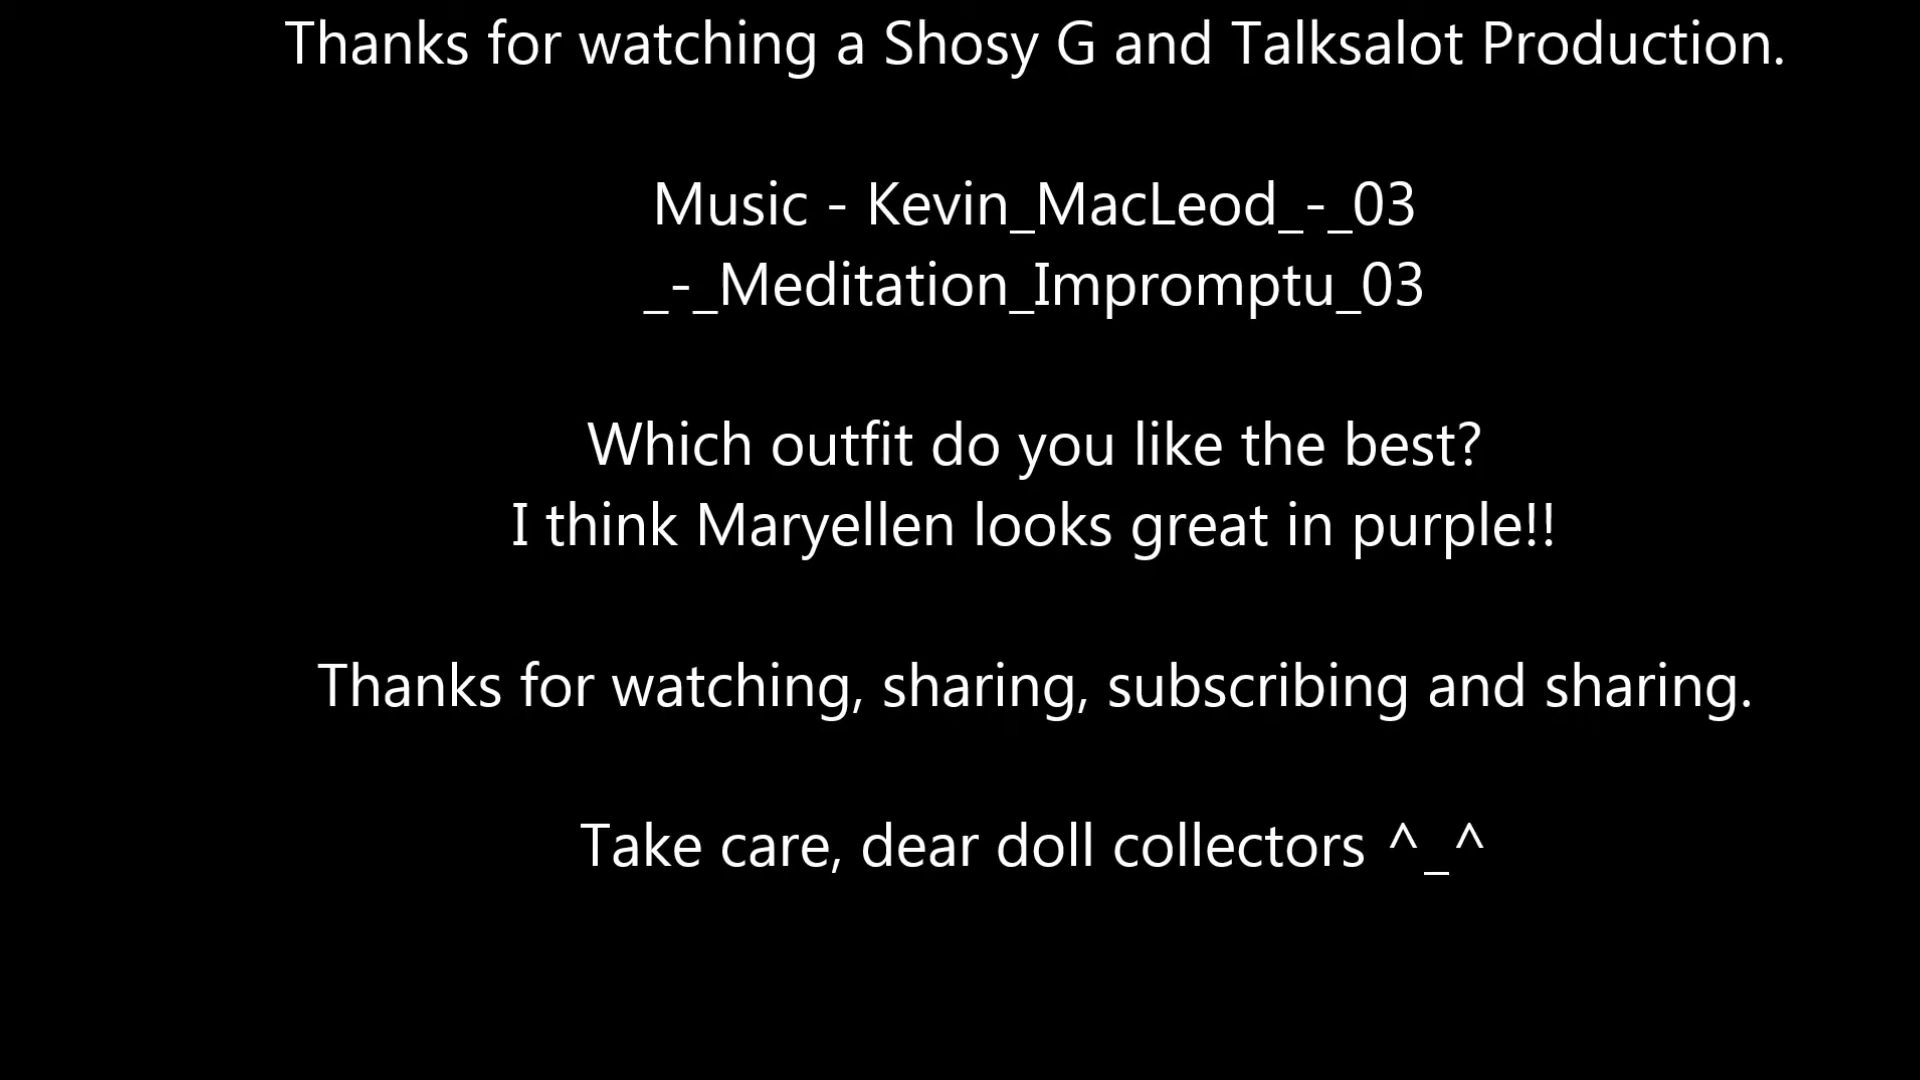 Thanks for watching a Shosy G and Talksalot Production.
Music - Kevin_MacLeod_-_03
_-_Meditation_Impromptu_03
Which outfit do you like the best?
I think Maryellen looks great in purple!!
Thanks for watching, sharing, subscribing and sharing.
Take care, dear doll collectors ^_^